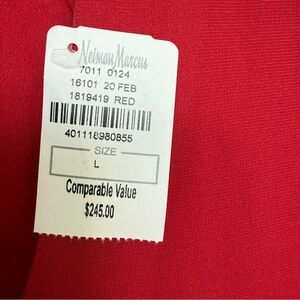 Neiman Marcus
7011 0124
16101 20 FEB
1819419 RED
401118980855
SIZE
L
Comparable Value
$245.00